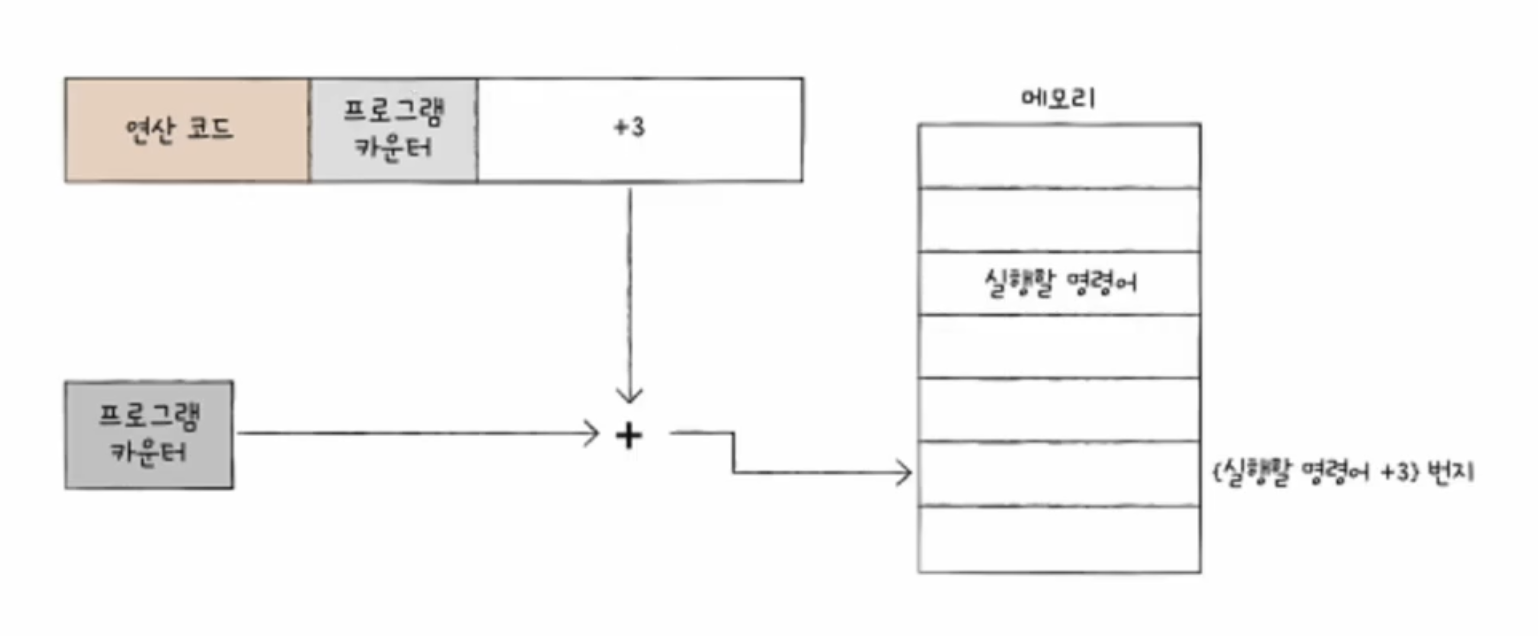 연산 코드
프로그램
카운터
+3
메모리
실행할 명령어
프로그램
카운터
+
{실행할 명령어 +3} 번지